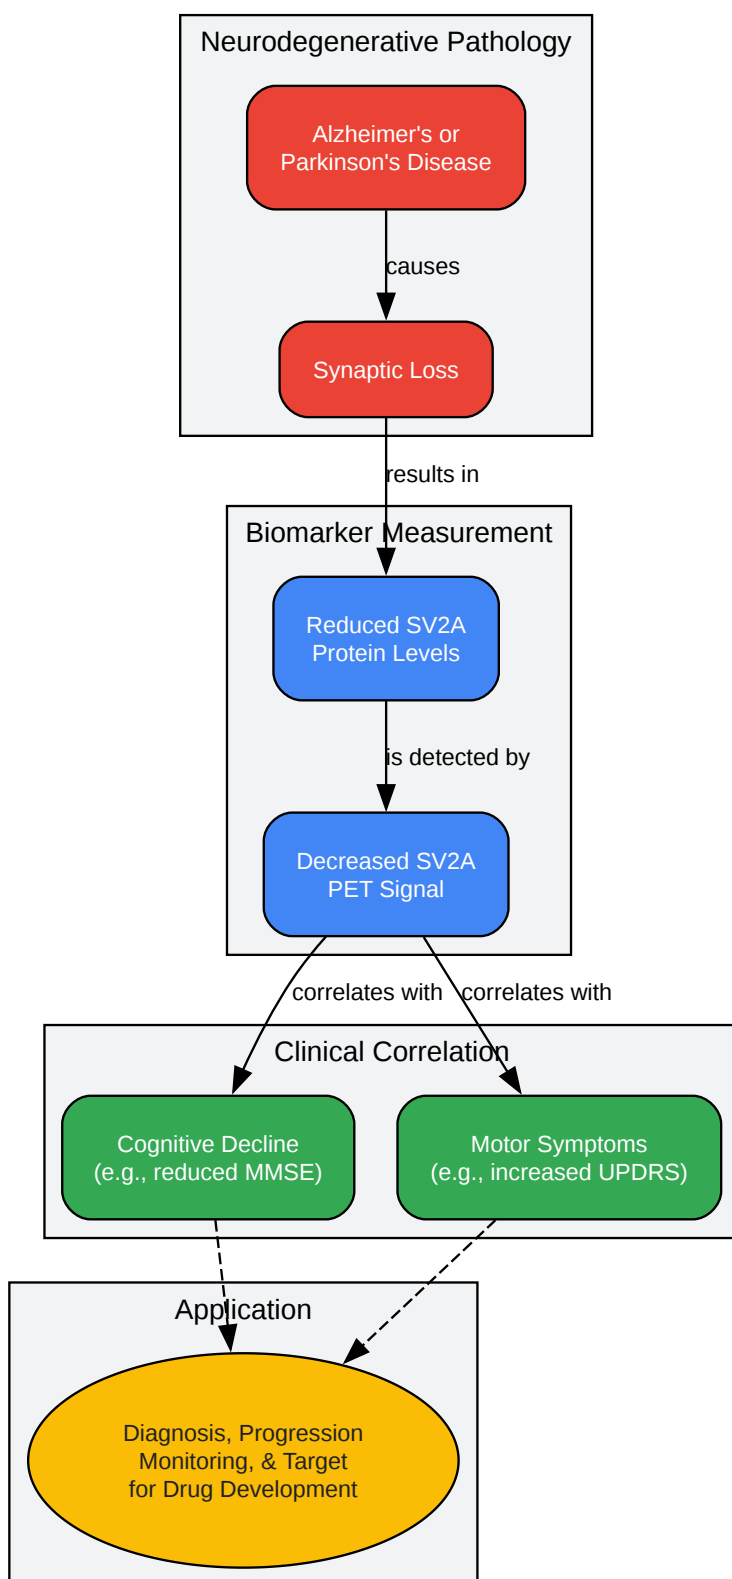 Neurodegenerative Pathology
Alzheimer's or
Parkinson's Disease
causes
Synaptic Loss
results in
Biomarker Measurement
Reduced SV2A
Protein Levels
is detected by
Decreased SV2A
PET Signal
correlates with
correlates with
Clinical Correlation
Cognitive Decline
(e.g., reduced MMSE)
Motor Symptoms
(e.g., increased UPDRS)
Application
Diagnosis, Progression
Monitoring, & Target
for Drug Development